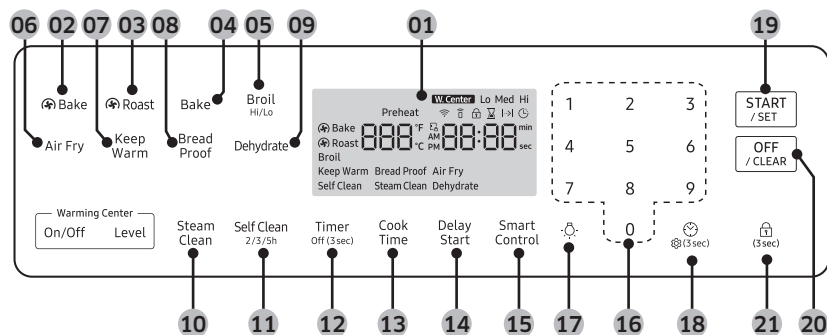 06 02 07 03 08 04 05 09 01 19
Bake
Roast
Bake
Broil
Hi/Lo
Air Fry
Keep
Warm
Bread
Proof
Dehydrate
W.Center Lo Med Hi
Preheat
Bake 888 °F °C AM PM 88:88 min sec
Roast
Broil
Keep Warm Bread Proof Air Fry
Self Clean Steam Clean Dehydrate
1 2 3
4 5 6
7 8 9
0
START
/ SET
OFF
/ CLEAR
Warming Center
On/Off Level
Steam
Clean
Self Clean
2/3/5h
Timer
Off (3 sec)
Cook
Time
Delay
Start
Smart
Control
(3 sec)
(3 sec)
10 11 12 13 14 15 17 16 18 21 20